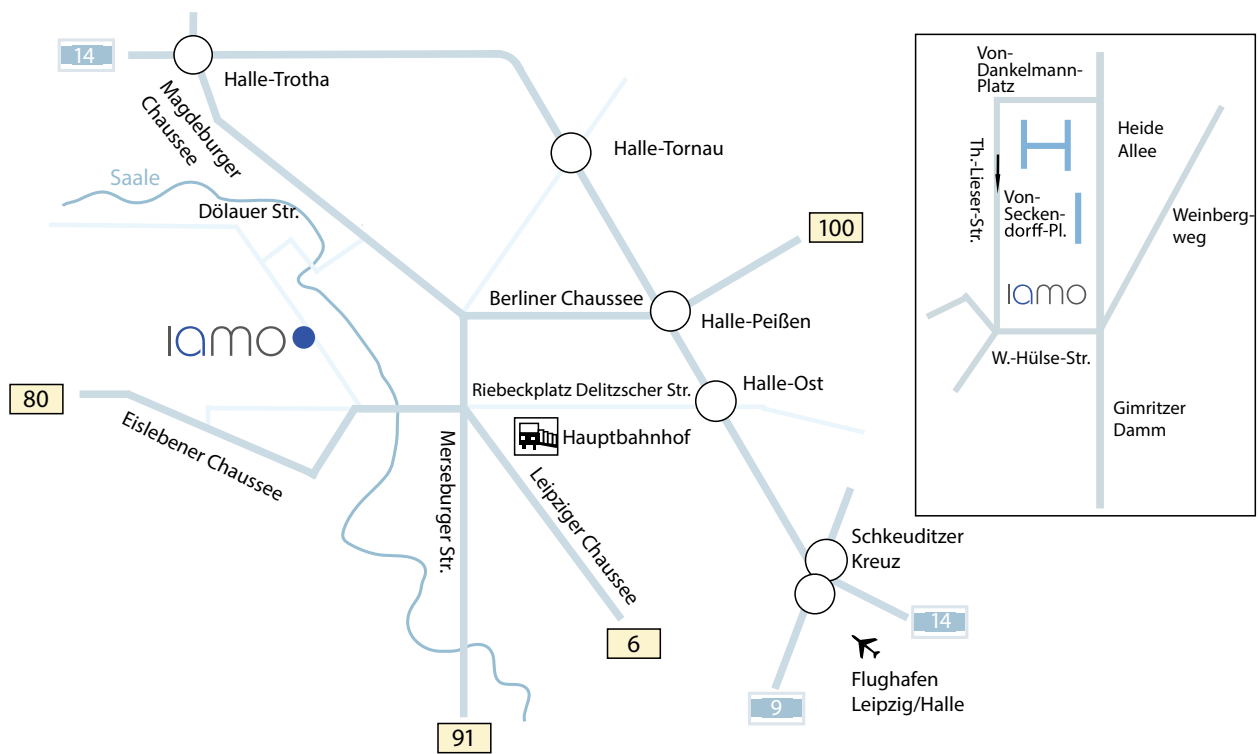 14
Halle-Trotha
Magdeburger
Chaussee
Halle-Tornau
Saale
Dölauer Str.
100
Berliner Chaussee
Halle-Peißen
iamo
80
Eislebener Chaussee
Riebeckplatz Delitzscher Str.
Halle-Ost
Hauptbahnhof
Merseburger Str.
Leipziger Chaussee
Schkeuditzer
Kreuz
14
6
Flughafen
Leipzig/Halle
9
91
Von-
Dankelmann-
Platz
Heide
Allee
Th.-Lieser-Str.
Von-
Secken-
dorff-Pl.
Weinberg-
weg
iamo
W.-Hülse-Str.
Gimritzer
Damm